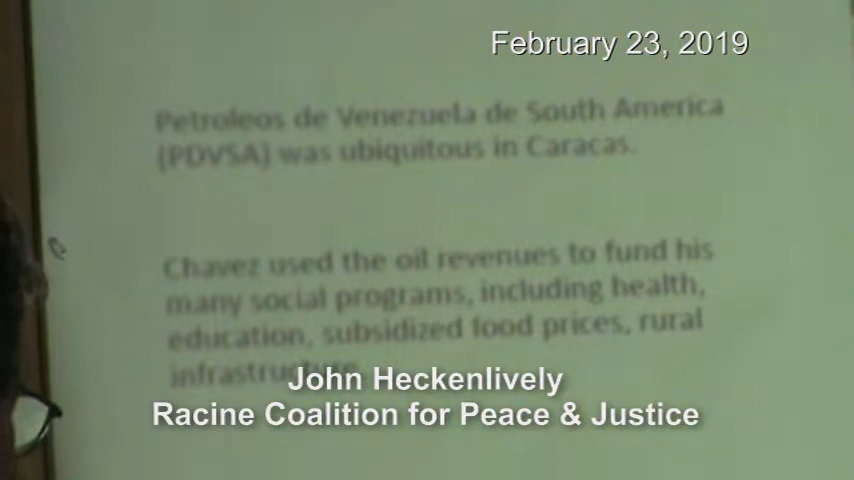 February 23, 2019
Petroleos de Venezuela de South America
(PDVSA) was ubiquitous in Caracas.
Chavez used the oil revenues to fund his
many social programs, including health,
education, subsidized food prices, rural
infrastructure.
John Heckenlively
Racine Coalition for Peace & Justice